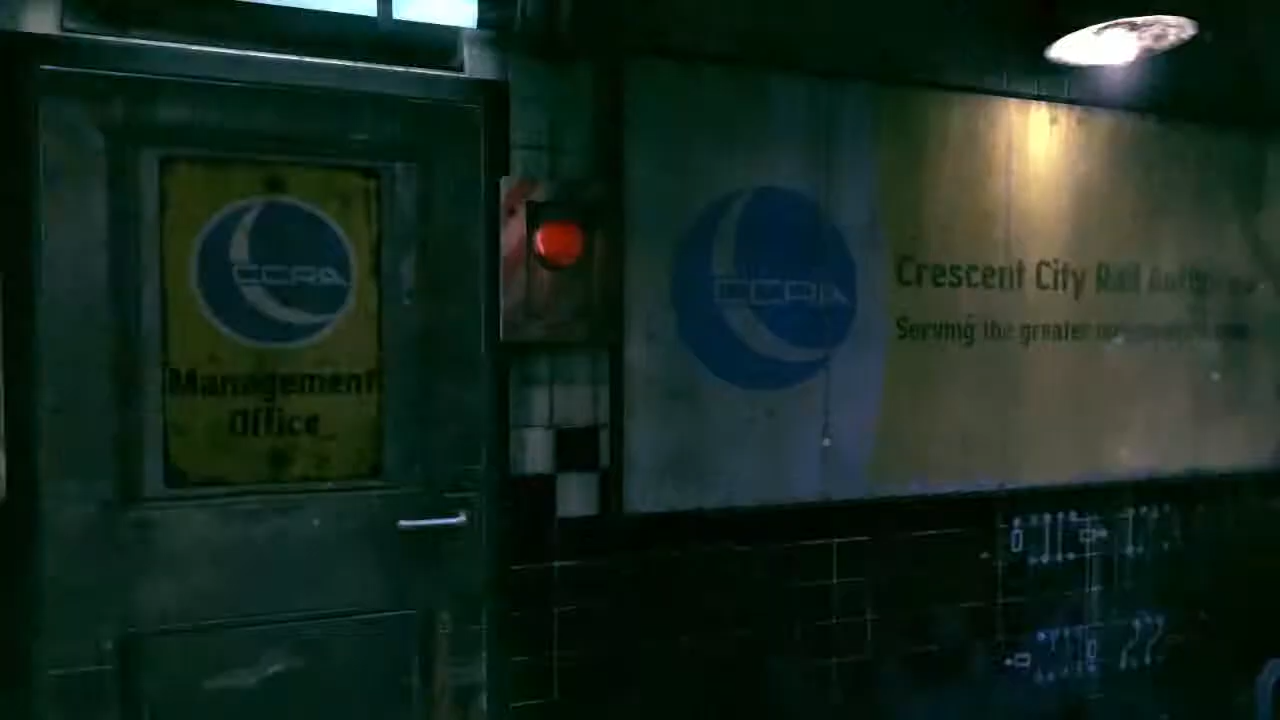 CCRA
Management
Office
CCRA
Crescent City Rail
Serving the greater